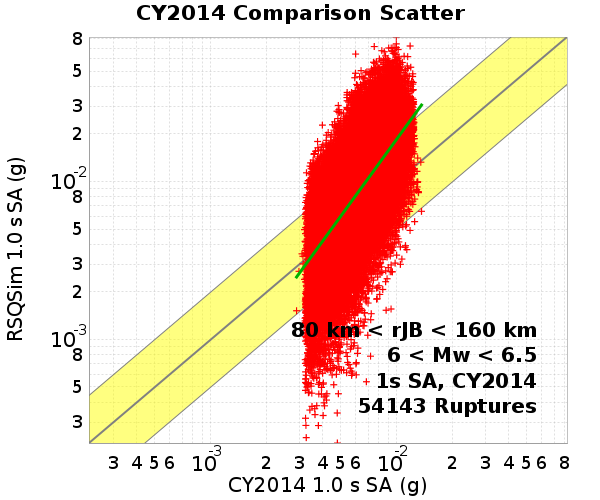 CY2014 Comparison Scatter
RSQSim 1.0 s SA (g)
8
5
3
2
10-2
8
5
3
2
10-3
8
5
3
80 km < rJB < 160 km
6 < Mw < 6.5
1s SA, CY2014
54143 Ruptures
3 4 5 6 10-3 2 3 4 5 6 10-2 2 3 4 5 6 8
CY2014 1.0 s SA (g)